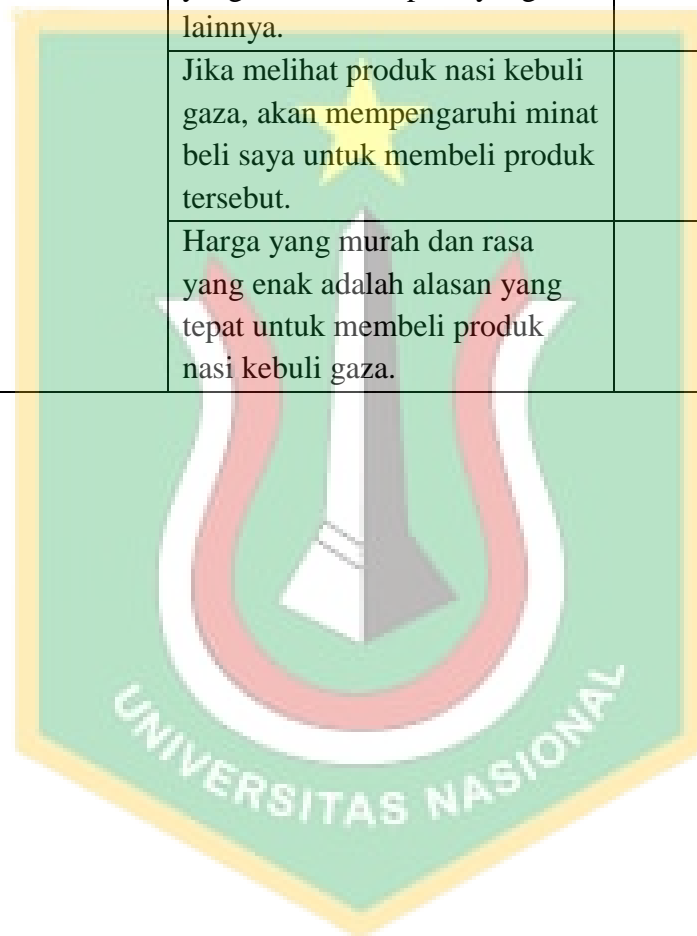 lainnya.
Jika melihat produk nasi kebuli
gaza, akan mempengaruhi minat
beli saya untuk membeli produk
tersebut.
Harga yang murah dan rasa
yang enak adalah alasan yang
tepat untuk membeli produk
nasi kebuli gaza.
UNIVERSITAS NASIONAL